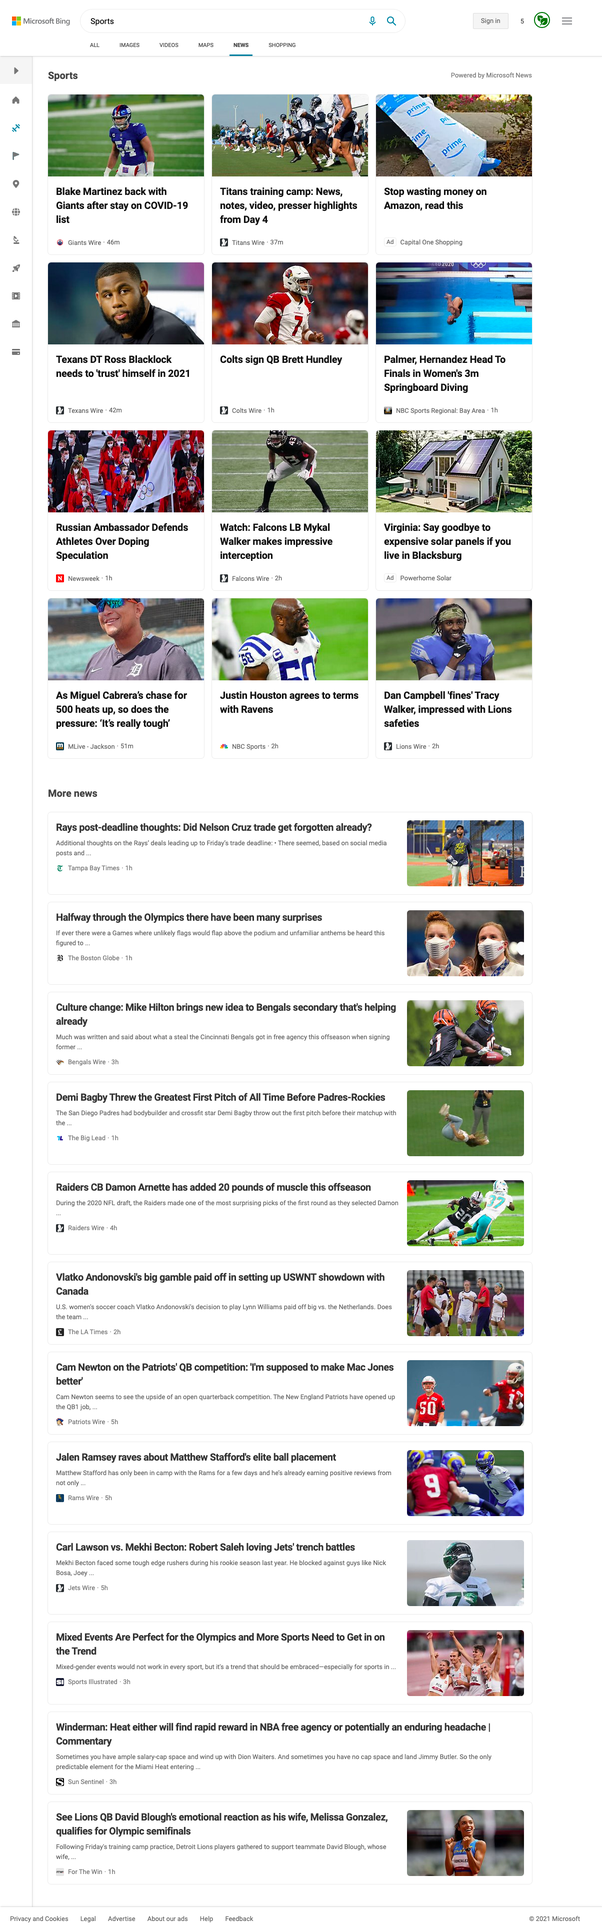 Microsoft Bing
Sports
Sign in
5
ALL
IMAGES
VIDEOS
MAPS
NEWS
SHOPPING
Sports
Powered by Microsoft News
Blake Martinez back with
Giants after stay on COVID-19
list
Giants Wire · 46m
Titans training camp: News,
notes, video, presser highlights
from Day 4
Titans Wire · 37m
prime
prime
prime
Stop wasting money on
Amazon, read this
Ad Capital One Shopping
Texans DT Ross Blacklock
needs to 'trust' himself in 2021
Texans Wire · 42m
Colts sign QB Brett Hundley
Colts Wire · 1h
Palmer, Hernandez Head To
Finals in Women's 3m
Springboard Diving
NBC Sports Regional: Bay Area · 1h
Russian Ambassador Defends
Athletes Over Doping
Speculation
Newsweek · 1h
Watch: Falcons LB Mykal
Walker makes impressive
interception
Falcons Wire · 2h
Virginia: Say goodbye to
expensive solar panels if you
live in Blacksburg
Ad Powerhome Solar
As Miguel Cabrera's chase for
500 heats up, so does the
pressure: 'It's really tough'
MLive - Jackson · 51m
50
Justin Houston agrees to terms
with Ravens
NBC Sports · 2h
Dan Campbell 'fines' Tracy
Walker, impressed with Lions
safeties
Lions Wire · 2h
More news
Rays post-deadline thoughts: Did Nelson Cruz trade get forgotten already?
Additional thoughts on the Rays' deals leading up to Friday's trade deadline: • There seemed, based on social media
posts and ...
Tampa Bay Times · 1h
Halfway through the Olympics there have been many surprises
If ever there were a Games where unlikely flags would flap above the podium and unfamiliar anthems be heard this
figured to ...
The Boston Globe · 1h
Culture change: Mike Hilton brings new idea to Bengals secondary that's helping
already
Much was written and said about what a steal the Cincinnati Bengals got in free agency this offseason when signing
former ...
Bengals Wire · 3h
Demi Bagby Threw the Greatest First Pitch of All Time Before Padres-Rockies
The San Diego Padres had bodybuilder and crossfit star Demi Bagby throw out the first pitch before their matchup with
the ...
The Big Lead · 1h
Raiders CB Damon Arnette has added 20 pounds of muscle this offseason
During the 2020 NFL draft, the Raiders made one of the most surprising picks of the first round as they selected Damon
...
Raiders Wire · 4h
Vlatko Andonovski's big gamble paid off in setting up USWNT showdown with
Canada
U.S. women's soccer coach Vlatko Andonovski's decision to play Lynn Williams paid off big vs. the Netherlands. Does
the team ...
The LA Times · 2h
Cam Newton on the Patriots' QB competition: 'I'm supposed to make Mac Jones
better'
Cam Newton seems to see the upside of an open quarterback competition. The New England Patriots have opened up
the QB1 job, ...
Patriots Wire · 5h
50
Jalen Ramsey raves about Matthew Stafford's elite ball placement
Matthew Stafford has only been in camp with the Rams for a few days and he's already earning positive reviews from
not only ...
Rams Wire · 5h
9
Carl Lawson vs. Mekhi Becton: Robert Saleh loving Jets' trench battles
Mekhi Becton faced some tough edge rushers during his rookie season last year. He blocked against guys like Nick
Bosa, Joey ...
Jets Wire · 5h
Mixed Events Are Perfect for the Olympics and More Sports Need to Get in on
the Trend
Mixed-gender events would not work in every sport, but it's a trend that should be embraced—especially for sports in ...
Sports Illustrated · 3h
Winderman: Heat either will find rapid reward in NBA free agency or potentially an enduring headache |
Commentary
Sometimes you have ample salary-cap space and wind up with Dion Waiters. And sometimes you have no cap space and land Jimmy Butler. So the only
predictable element for the Miami Heat entering ...
Sun Sentinel · 3h
See Lions QB David Blough's emotional reaction as his wife, Melissa Gonzalez,
qualifies for Olympic semifinals
Following Friday's training camp practice, Detroit Lions players gathered to support teammate David Blough, whose
wife, ...
For The Win · 1h
Privacy and Cookies
Legal
Advertise
About our ads
Help
Feedback
© 2021 Microsoft